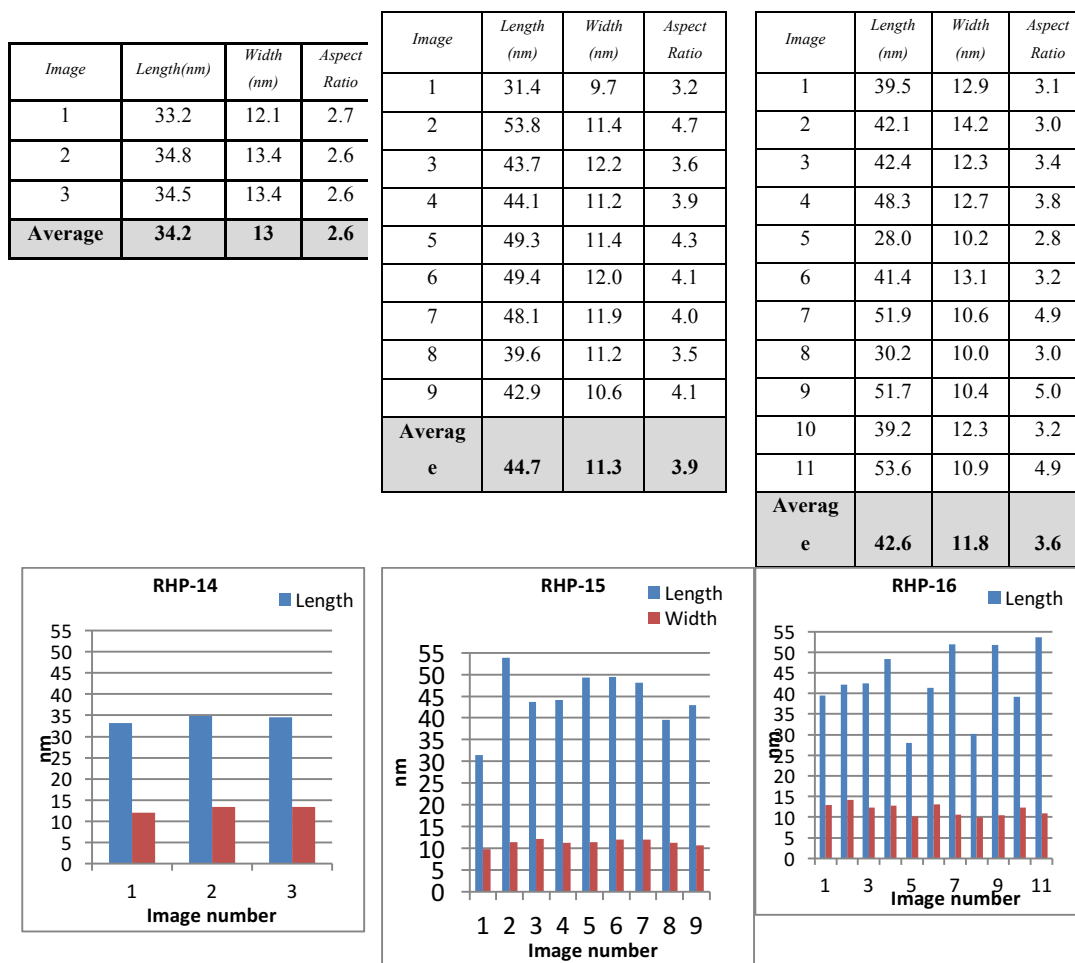 Image Length(nm) Width (nm) Aspect Ratio
1 33.2 12.1 2.7
2 34.8 13.4 2.6
3 34.5 13.4 2.6
Average 34.2 13 2.6
Image Length (nm) Width (nm) Aspect Ratio
1 31.4 9.7 3.2
2 53.8 11.4 4.7
3 43.7 12.2 3.6
4 44.1 11.2 3.9
5 49.3 11.4 4.3
6 49.4 12.0 4.1
7 48.1 11.9 4.0
8 39.6 11.2 3.5
9 42.9 10.6 4.1
Averag
e 44.7 11.3 3.9
Image Length (nm) Width (nm) Aspect Ratio
1 39.5 12.9 3.1
2 42.1 14.2 3.0
3 42.4 12.3 3.4
4 48.3 12.7 3.8
5 28.0 10.2 2.8
6 41.4 13.1 3.2
7 51.9 10.6 4.9
8 30.2 10.0 3.0
9 51.7 10.4 5.0
10 39.2 12.3 3.2
11 53.6 10.9 4.9
Averag
e 42.6 11.8 3.6
RHP-14
Length
55
50
45
40
35
30
25
20
15
10
5
0
nm
1 2 3
Image number
RHP-15
Length
Width
55
50
45
40
35
30
25
20
15
10
5
0
nm
1 2 3 4 5 6 7 8 9
Image number
RHP-16
Length
55
50
45
40
35
30
25
20
15
10
5
0
nm
1 3 5 7 9 11
Image number